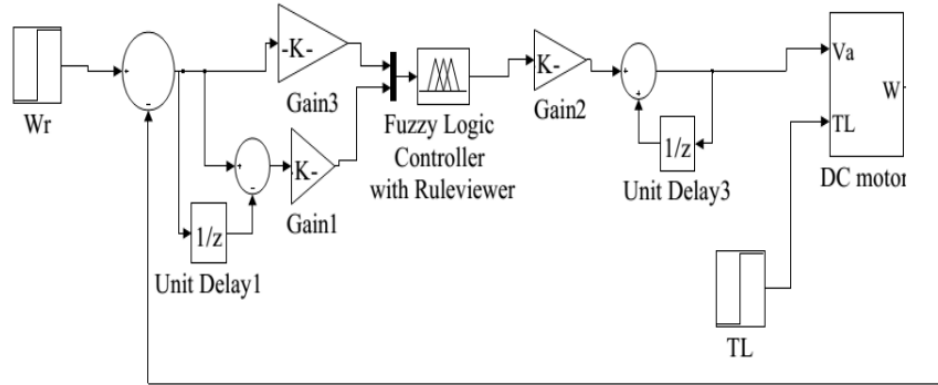 Wr
-K-
Gain3
K-
Gain1
1/z
Unit Delay1
Fuzzy Logic
Controller
with Ruleviewer
K-
Gain2
1/z
Unit Delay3
Va
W
TL
DC motor
TL